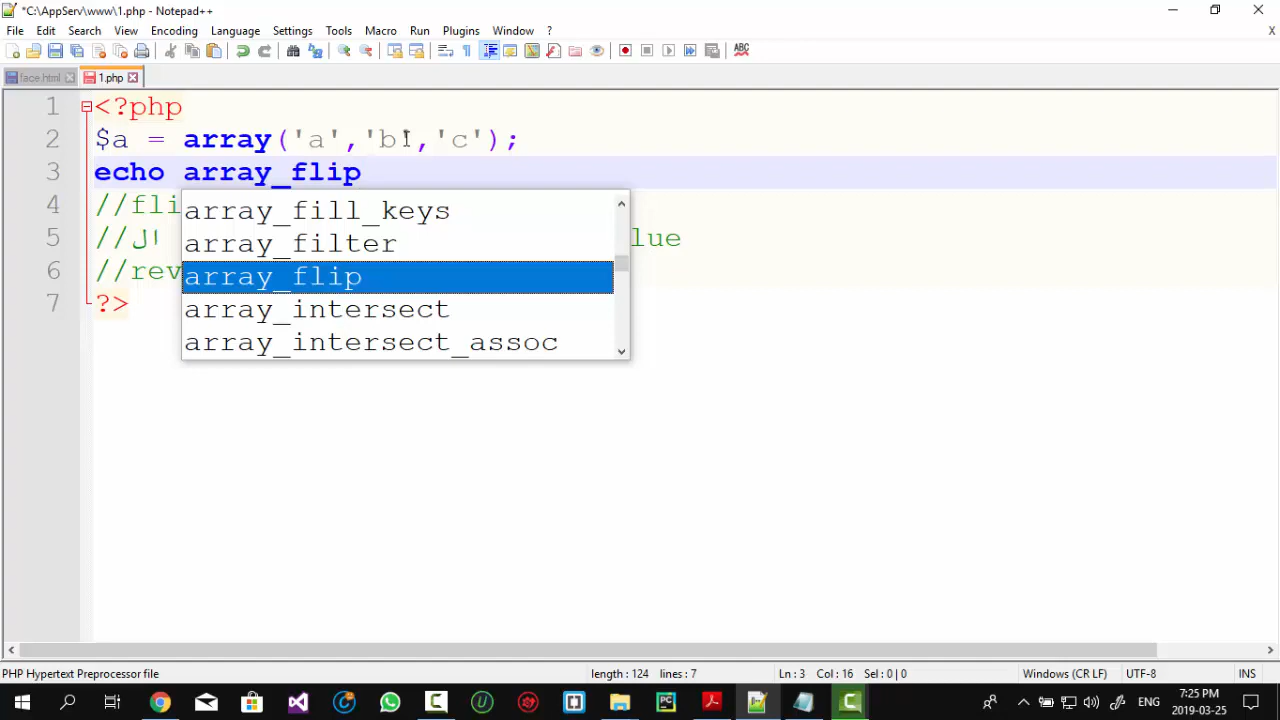 *C:\AppServ\www\1.php - Notepad++
File Edit Search View Encoding Language Settings Tools Macro Run Plugins Window ?
X
ABC
face.html 1.php
1 <?php
2 $a = array('a','b','c');
3 echo array_flip
4 //fli
5 //ال lue
6 //rev
7 ?>
array_fill_keys
array_filter
array_flip
array_intersect
array_intersect_assoc
PHP Hypertext Preprocessor file length : 124 lines : 7 Ln : 3 Col : 16 Sel : 0 | 0 Windows (CR LF) UTF-8 INS
PC
ENG
7:25 PM
2019-03-25